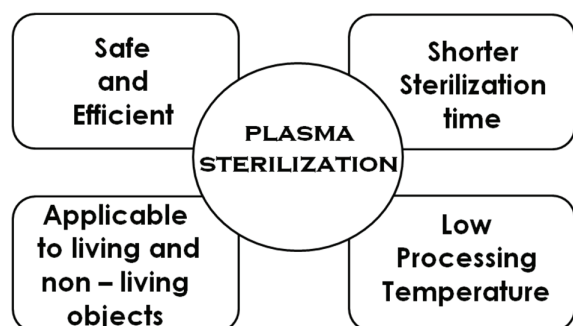 Safe
and
Efficient
Shorter
Sterilization
time
PLASMA
STERILIZATION
Applicable
to living and
non – living
objects
Low
Processing
Temperature